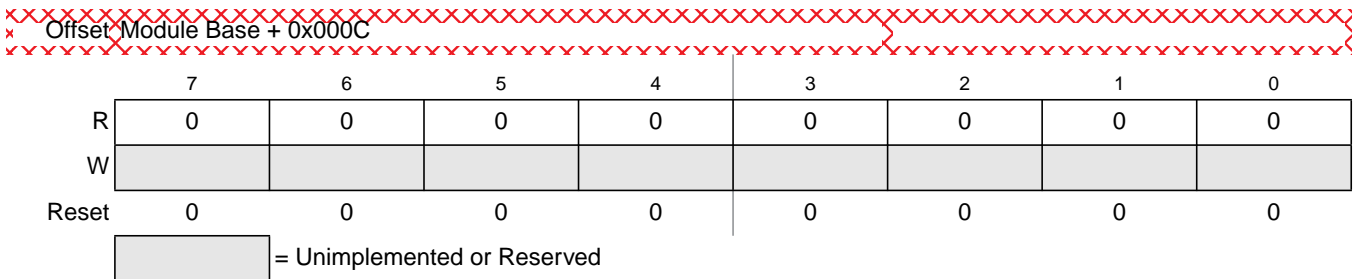 Offset Module Base + 0x000C
7 6 5 4 3 2 1 0
R 0 0 0 0 0 0 0 0
W
Reset 0 0 0 0 0 0 0 0
= Unimplemented or Reserved